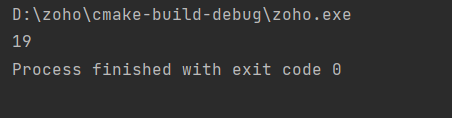 D:\zoho\cmake-build-debug\zoho.exe
19
Process finished with exit code 0